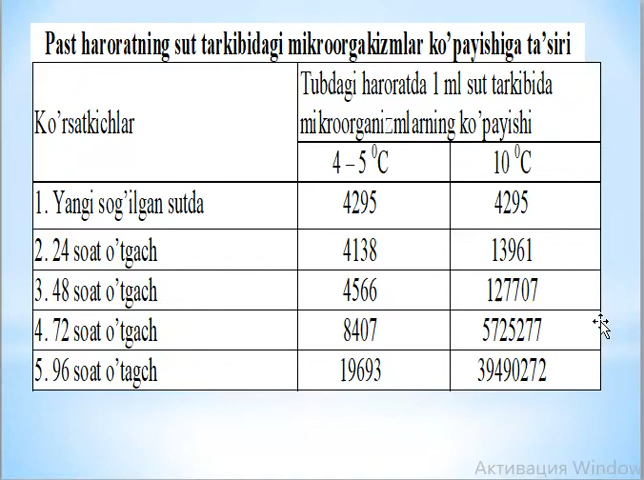 Past haroratning sut tarkibidagi mikroorgakizmlar ko’payishiga ta’siri
Ko’rsatkichlar
Tubdagi haroratda 1 ml sut tarkibida
mikroorganizmlarning ko’payishi
4 – 5 ⁰C
10 ⁰C
1. Yangi sog’ilgan sutda 4295 4295
2. 24 soat o’tgach 4138 13961
3. 48 soat o’tgach 4566 127707
4. 72 soat o’tgach 8407 5725277
5. 96 soat o’tagch 19693 39490272
Активация Window